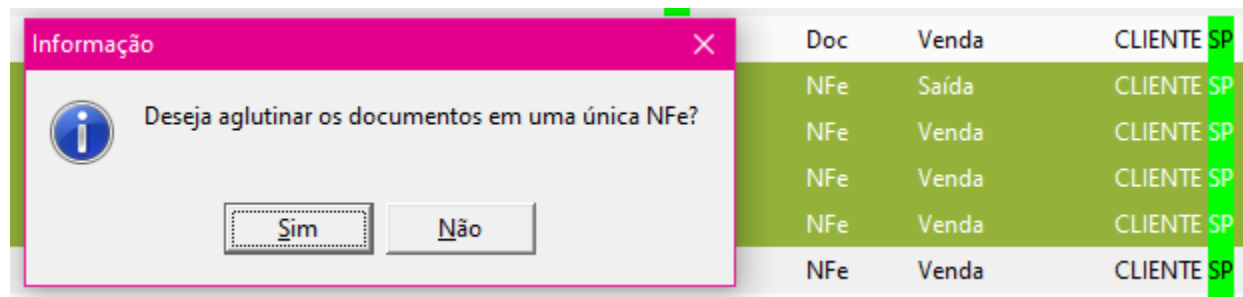 Informação
Deseja aglutinar os documentos em uma única NFe?
Sim Não
Doc Venda CLIENTE SP
NFe Saída CLIENTE SP
NFe Venda CLIENTE SP
NFe Venda CLIENTE SP
NFe Venda CLIENTE SP
NFe Venda CLIENTE SP